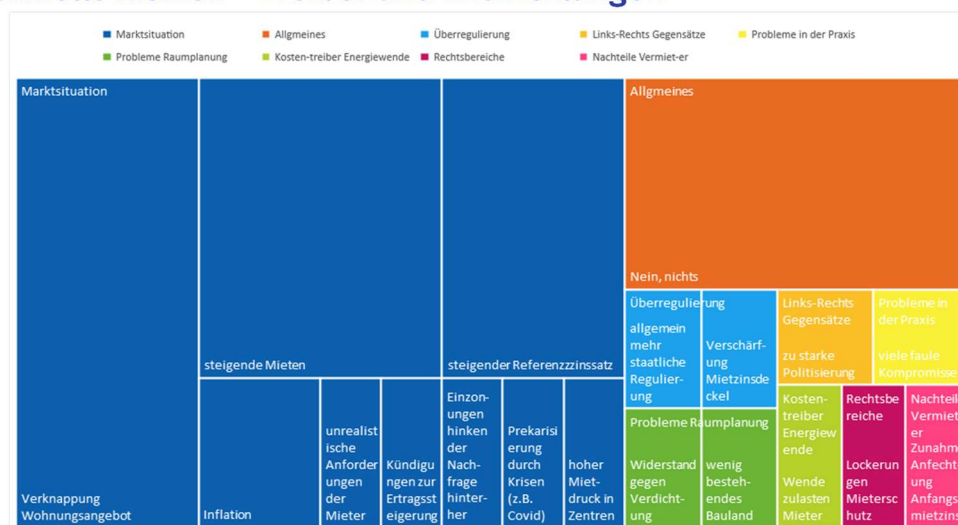 Marktsituation
Allgemeines
Überregulierung
Links-Rechts Gegensätze
Probleme in der Praxis
Probleme Raumplanung
Kosten-treiber Energiewende
Rechtsbereiche
Nachteile Vermiet-er
Marktsituation
Verknappung
Wohnungsangebot
steigende Mieten
steigender Referenzzinssatz
Inflation
unrealist
ische
Anforder
ungen
der
Mieter
Kündigu
ngen zur
Ertragsst
eigerung
Einzon-
ungen
hinken
der
Nach-
frage
hinter-
her
Prekarisi
erung
durch
Krisen
(z.B.
Covid)
hoher
Miet-
druck in
Zentren
Allgemeines
Nein, nichts
Überregulierung
allgemein
mehr
staatliche
Regulier-
ung
Verschärf-
ung
Mietzinsde
ckel
Links-Rechts
Gegensätze
zu starke
Politisierung
Probleme in
der Praxis
viele faule
Kompromisse
Probleme Raumplanung
Widerstand
gegen
Verdicht-
ung
wenig
besteh-
endes
Bauland
Kosten-
treiber
Energiew
ende
Wende
zulasten
Mieter
Rechtsbe
reiche
Lockerun
gen
Mietersc
hutz
Nachteil
Vermiet
er
Zunahm
Anfecht
ung
Anfangs
mietzins